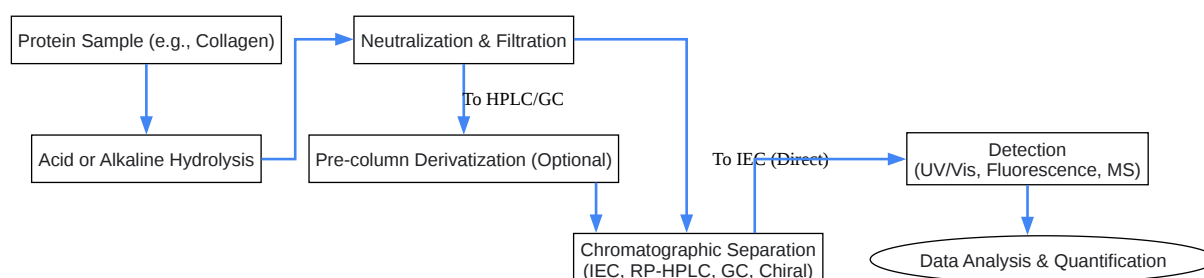 Protein Sample (e.g., Collagen)
Neutralization & Filtration
To HPLC/GC
Acid or Alkaline Hydrolysis
Pre-column Derivatization (Optional)
To IEC (Direct)
Detection
(UV/Vis, Fluorescence, MS)
Chromatographic Separation
(IEC, RP-HPLC, GC, Chiral)
Data Analysis & Quantification